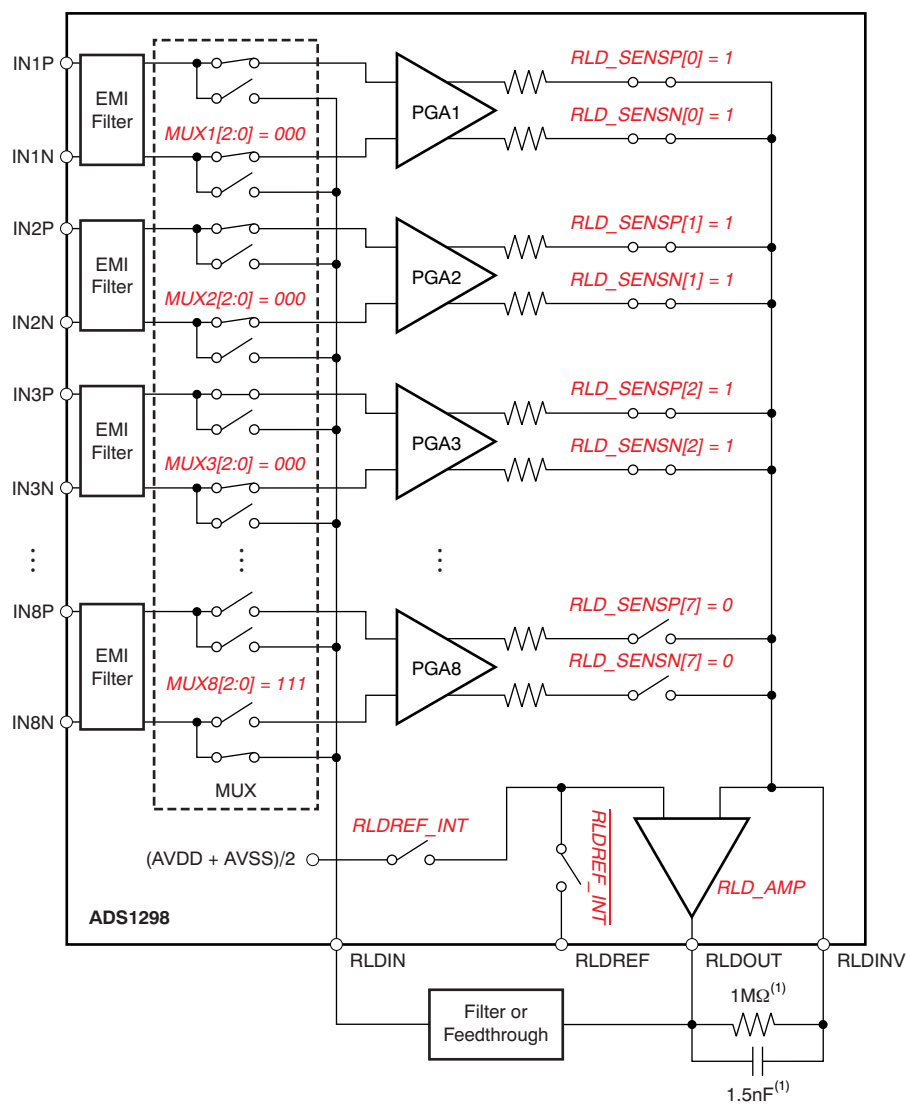 IN1P
EMI
Filter
IN1N
MUX1[2:0] = 000
PGA1
RLD_SENSP[0] = 1
RLD_SENSN[0] = 1
IN2P
EMI
Filter
IN2N
MUX2[2:0] = 000
PGA2
RLD_SENSP[1] = 1
RLD_SENSN[1] = 1
IN3P
EMI
Filter
IN3N
MUX3[2:0] = 000
PGA3
RLD_SENSP[2] = 1
RLD_SENSN[2] = 1
IN8P
EMI
Filter
IN8N
MUX8[2:0] = 111
PGA8
RLD_SENSP[7] = 0
RLD_SENSN[7] = 0
MUX
RLDREF_INT
(AVDD + AVSS)/2
RLDREF_INT
RLD_AMP
ADS1298
RLDIN
RLDREF
RLDOUT
RLDINV
Filter or
Feedthrough
1MΩ(1)
1.5nF(1)